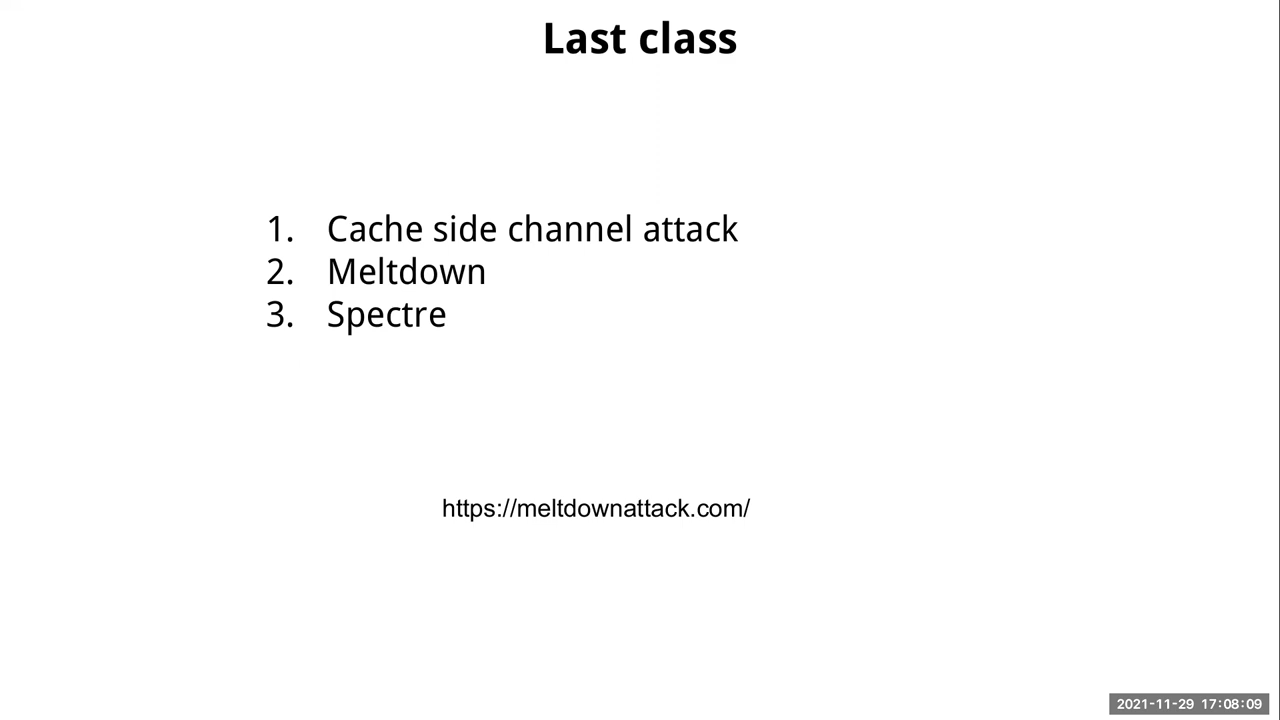 Last class
1. Cache side channel attack
2. Meltdown
3. Spectre
https://meltdownattack.com/
2021-11-29 17:08:09